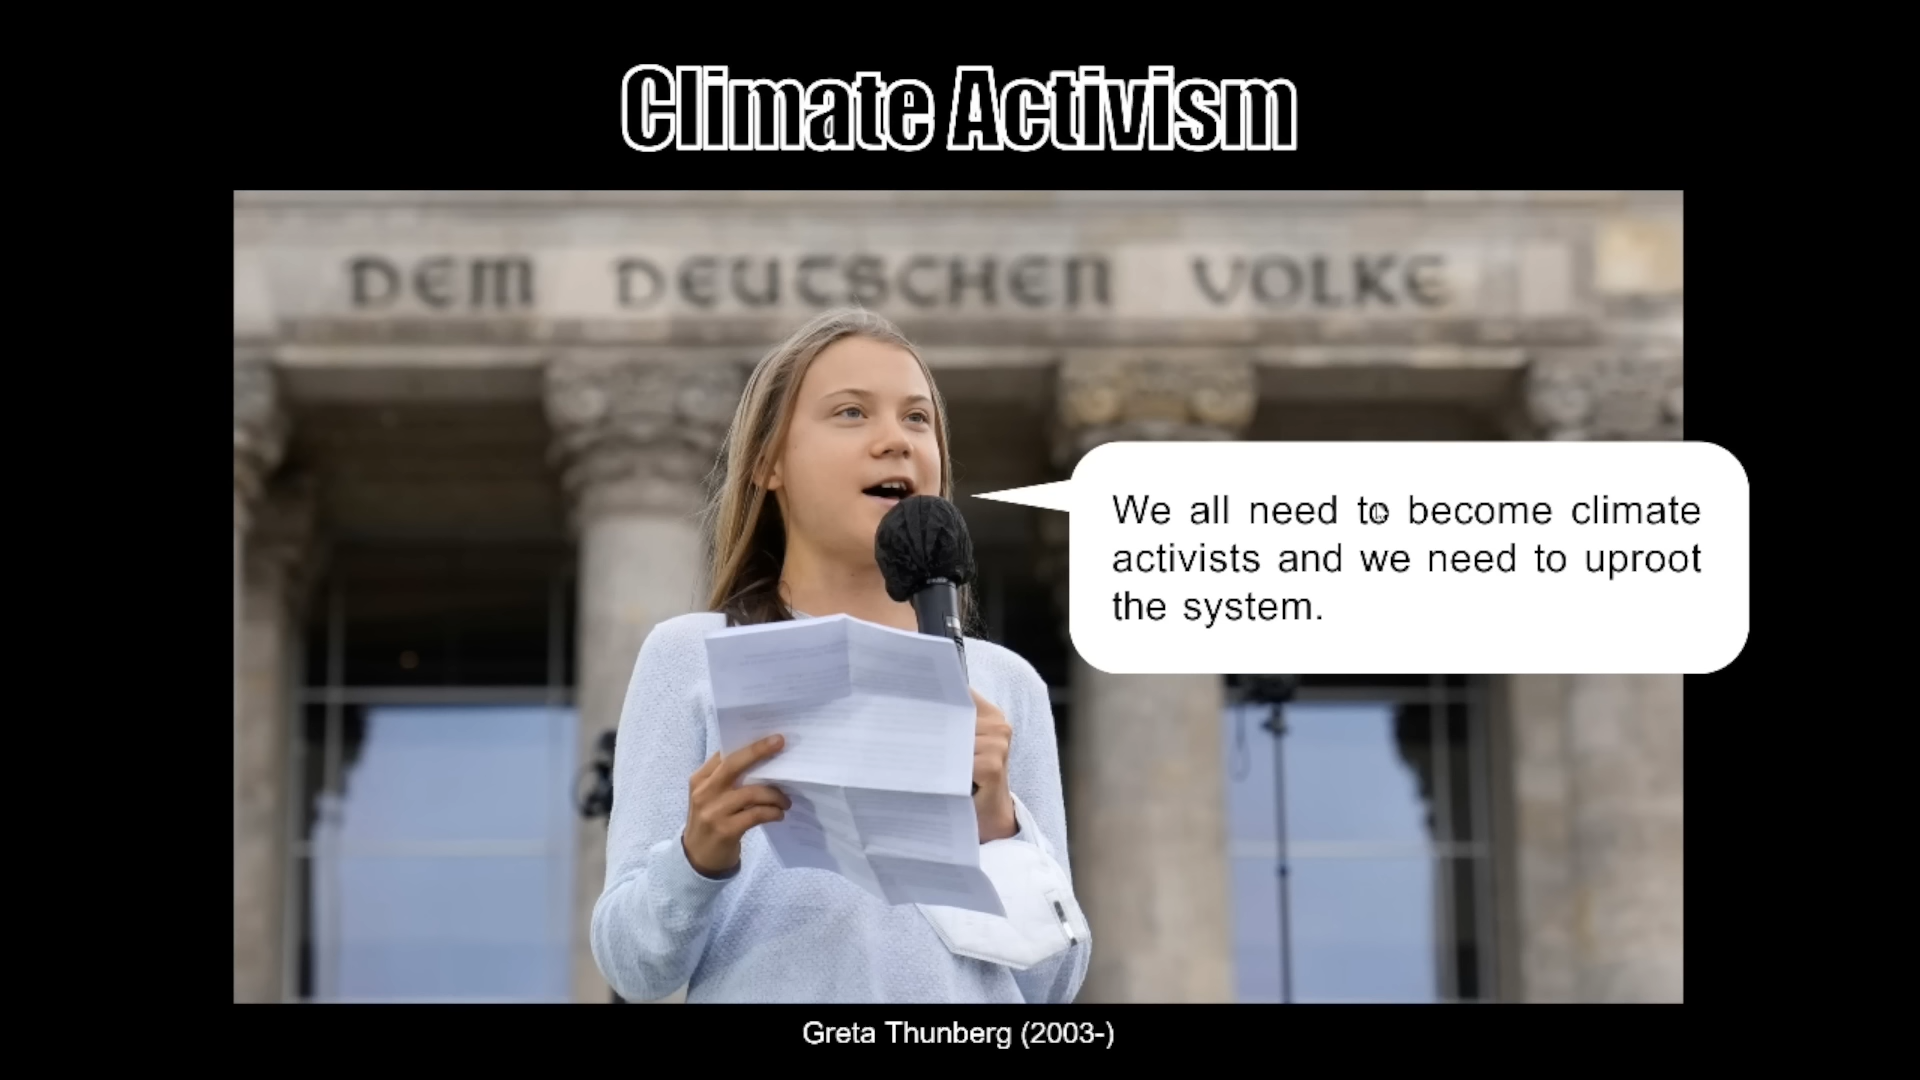 Climate Activism
DEM DEUTSCHEN VOLKE
We all need to become climate
activists and we need to uproot
the system.
Greta Thunberg (2003-)